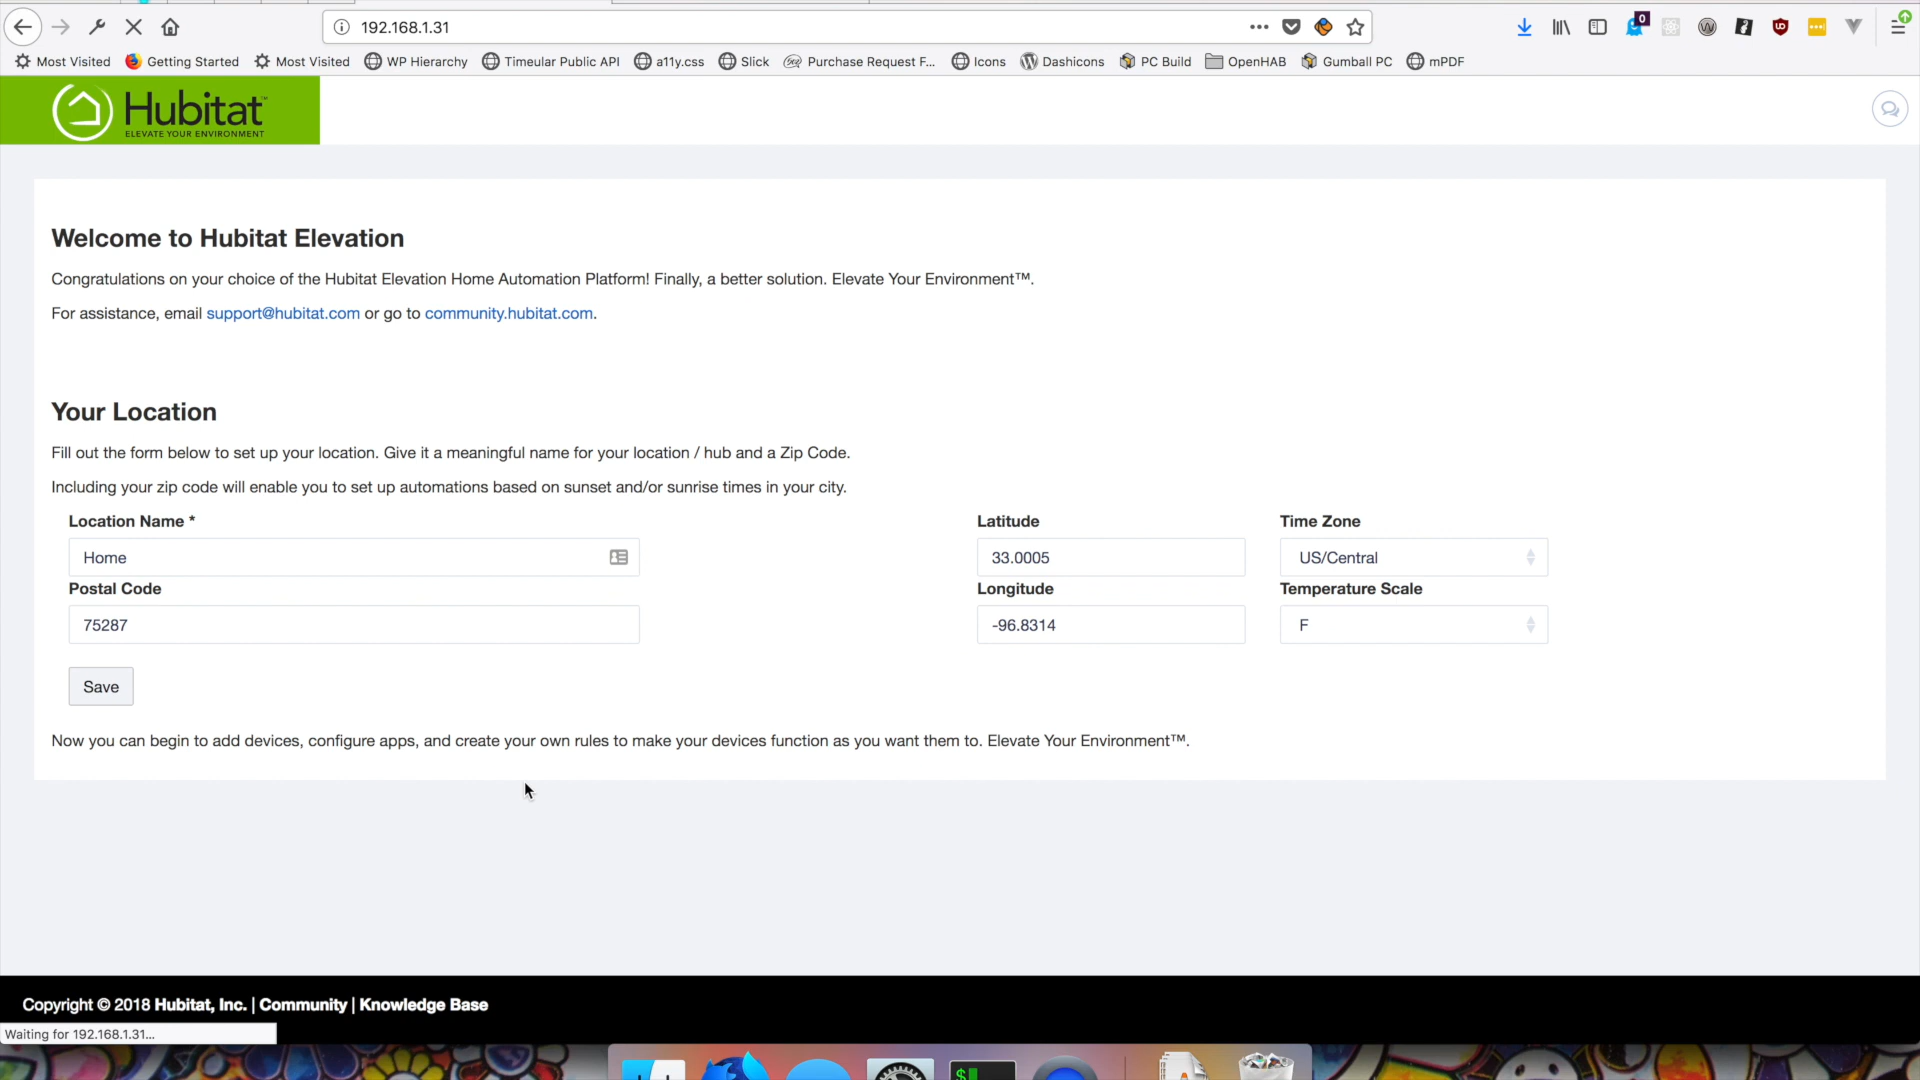 192.168.1.31
0
Most Visited Getting Started Most Visited WP Hierarchy Timeular Public API a11y.css Slick Purchase Request F... Icons Dashicons PC Build OpenHAB Gumball PC mPDF
Hubitat™
ELEVATE YOUR ENVIRONMENT
Welcome to Hubitat Elevation
Congratulations on your choice of the Hubitat Elevation Home Automation Platform! Finally, a better solution. Elevate Your Environment™.
For assistance, email support@hubitat.com or go to community.hubitat.com.
Your Location
Fill out the form below to set up your location. Give it a meaningful name for your location / hub and a Zip Code.
Including your zip code will enable you to set up automations based on sunset and/or sunrise times in your city.
Location Name * Latitude Time Zone
Home 33.0005 US/Central
Postal Code Longitude Temperature Scale
75287 -96.8314 F
Save
Now you can begin to add devices, configure apps, and create your own rules to make your devices function as you want them to. Elevate Your Environment™.
Copyright © 2018 Hubitat, Inc. | Community | Knowledge Base
Waiting for 192.168.1.31...
$